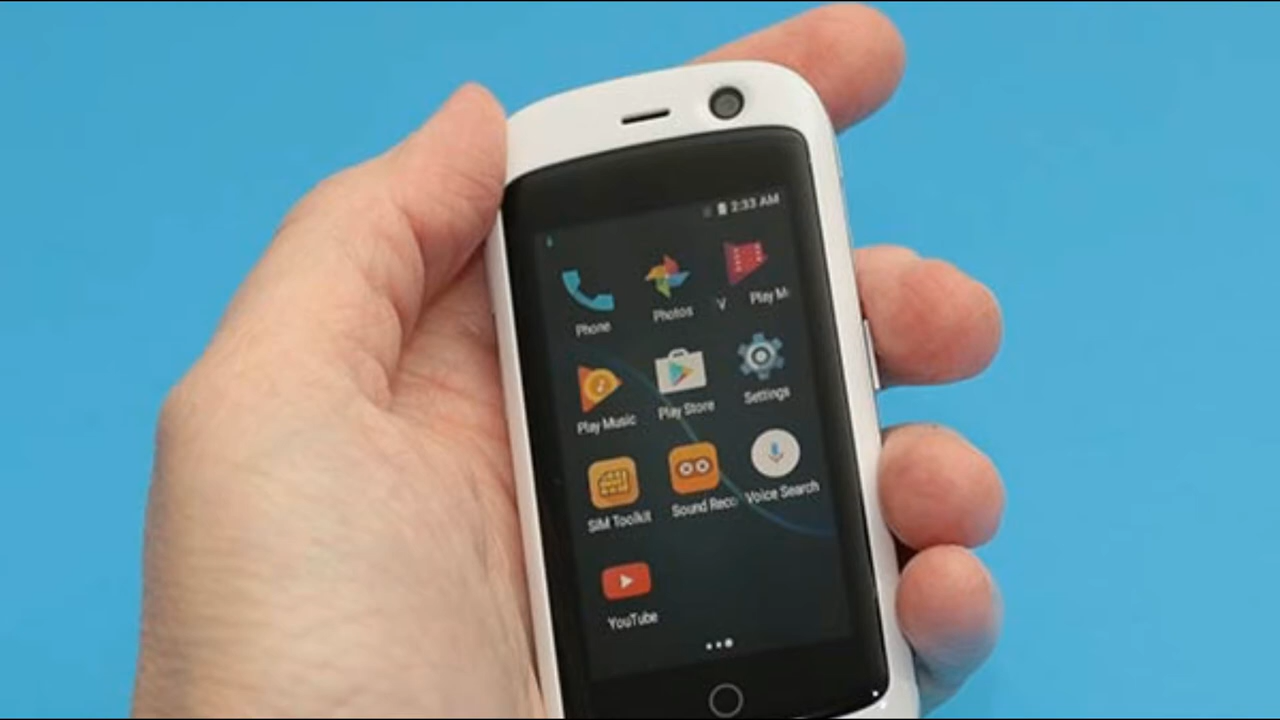 2:33 AM
Phone
Photos
V
Play M
Play Music
Play Store
Settings
SIM Toolkit
Sound Reco
Voice Search
YouTube